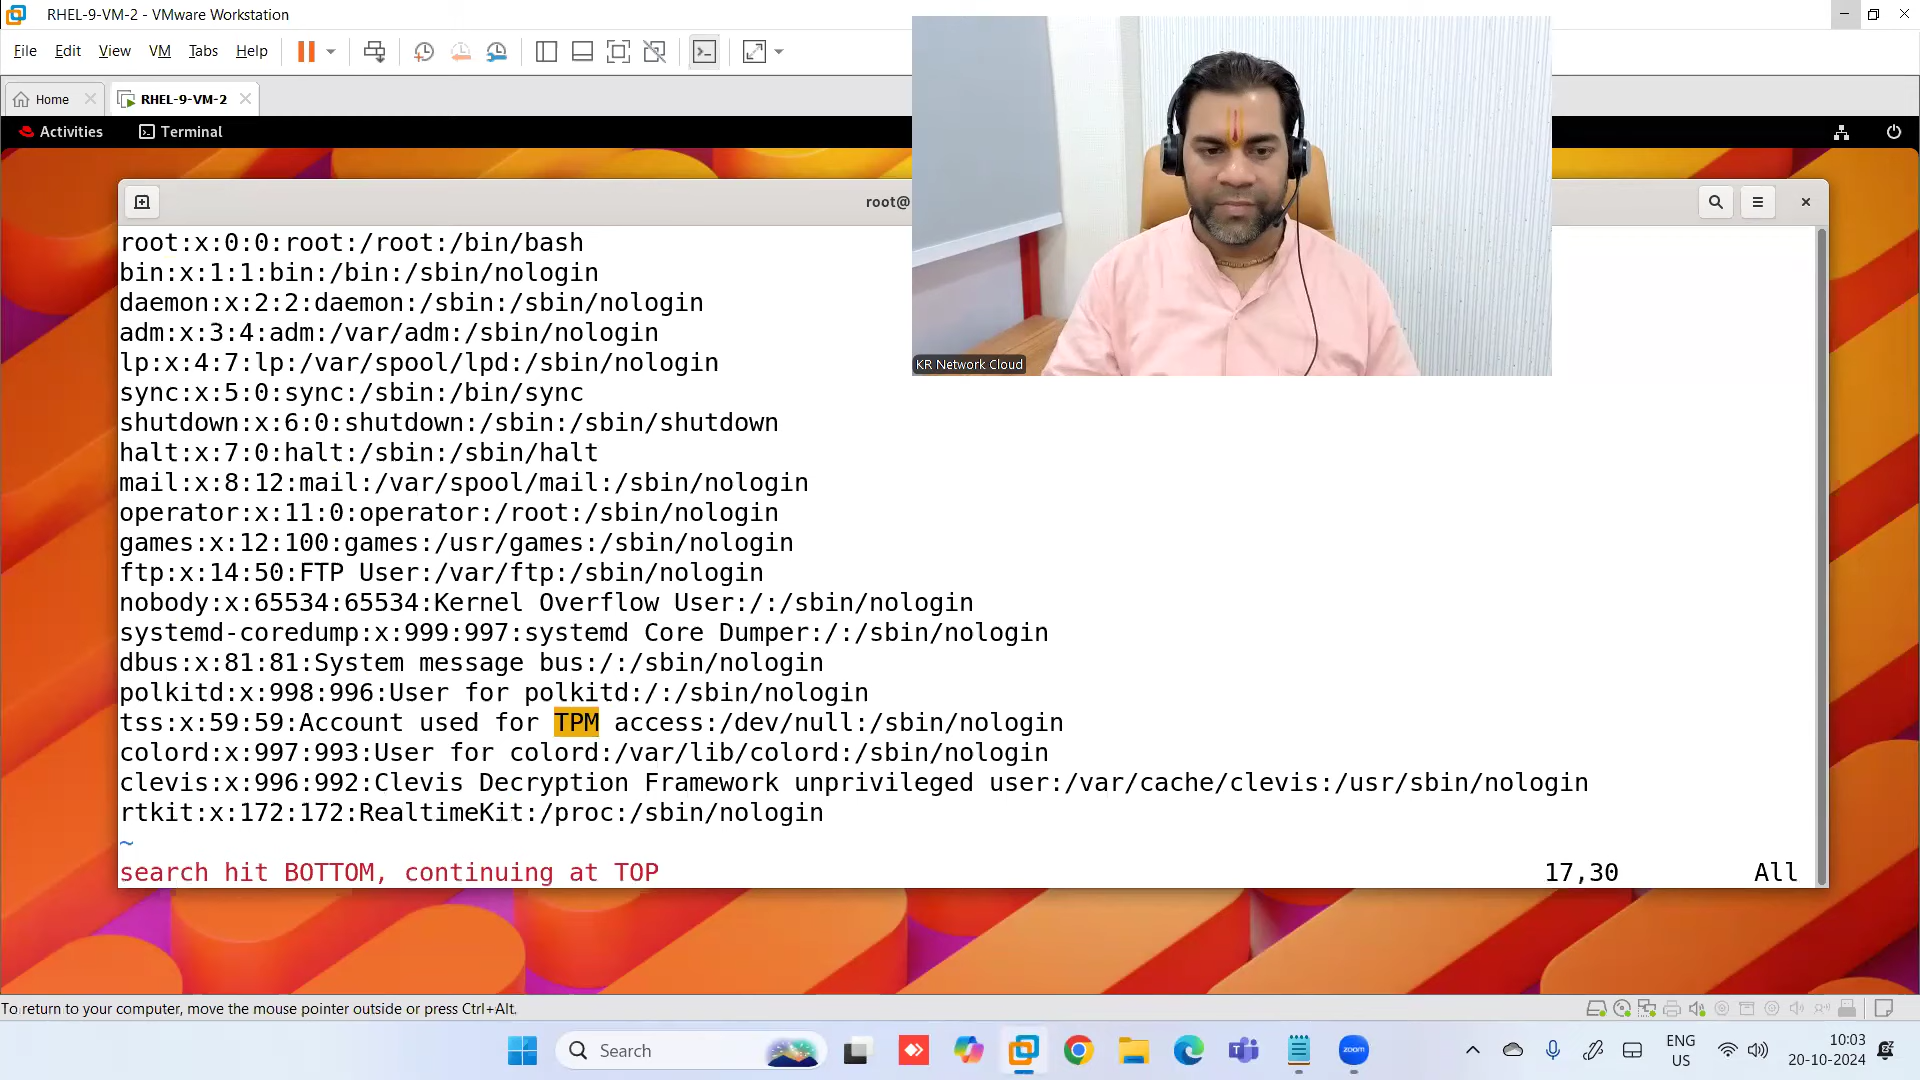 RHEL-9-VM-2 - VMware Workstation
File Edit View VM Tabs Help
Home RHEL-9-VM-2
Activities Terminal
root@
root:x:0:0:root:/root:/bin/bash
bin:x:1:1:bin:/bin:/sbin/nologin
daemon:x:2:2:daemon:/sbin:/sbin/nologin
adm:x:3:4:adm:/var/adm:/sbin/nologin
lp:x:4:7:lp:/var/spool/lpd:/sbin/nologin
sync:x:5:0:sync:/sbin:/bin/sync
shutdown:x:6:0:shutdown:/sbin:/sbin/shutdown
halt:x:7:0:halt:/sbin:/sbin/halt
mail:x:8:12:mail:/var/spool/mail:/sbin/nologin
operator:x:11:0:operator:/root:/sbin/nologin
games:x:12:100:games:/usr/games:/sbin/nologin
ftp:x:14:50:FTP User:/var/ftp:/sbin/nologin
nobody:x:65534:65534:Kernel Overflow User:/:/sbin/nologin
systemd-coredump:x:999:997:systemd Core Dumper:/:/sbin/nologin
dbus:x:81:81:System message bus:/:/sbin/nologin
polkitd:x:998:996:User for polkitd:/:/sbin/nologin
tss:x:59:59:Account used for TPM access:/dev/null:/sbin/nologin
colord:x:997:993:User for colord:/var/lib/colord:/sbin/nologin
clevis:x:996:992:Clevis Decryption Framework unprivileged user:/var/cache/clevis:/usr/sbin/nologin
rtkit:x:172:172:RealtimeKit:/proc:/sbin/nologin
~
search hit BOTTOM, continuing at TOP 17,30 All
KR Network Cloud
To return to your computer, move the mouse pointer outside or press Ctrl+Alt.
Search
zoom
ENG
US
10:03
20-10-2024